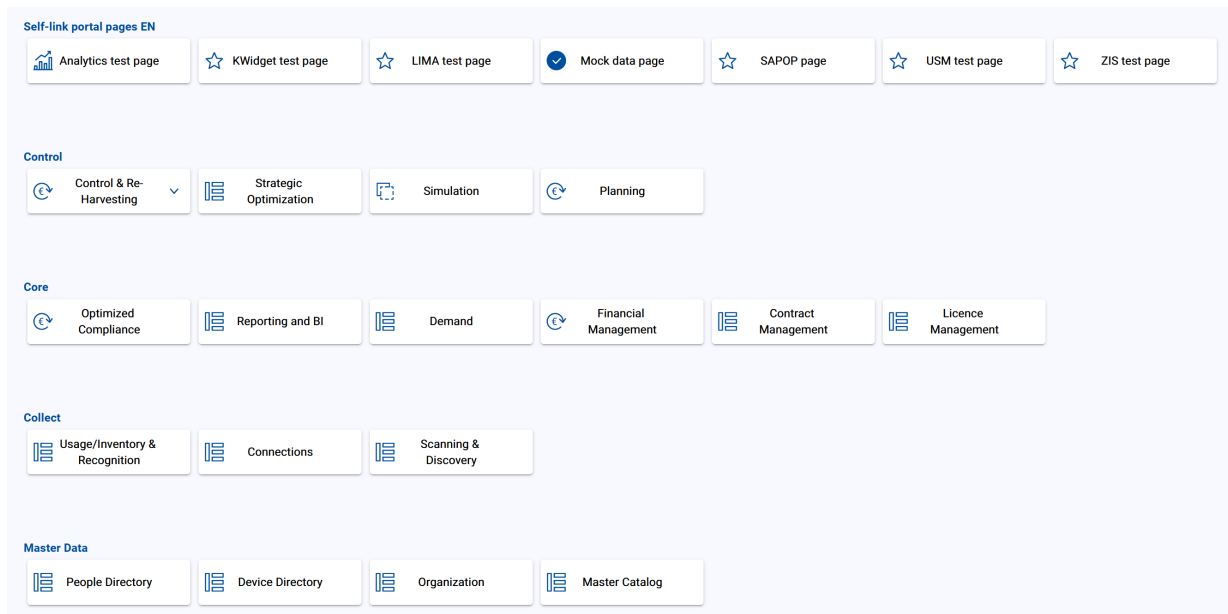 Self-link portal pages EN
Analytics test page
KWidget test page
LIMA test page
Mock data page
SAPOP page
USM test page
ZIS test page
Control
Control & Re-
Harvesting
Strategic
Optimization
Simulation
Planning
Core
Optimized
Compliance
Reporting and BI
Demand
Financial
Management
Contract
Management
Licence
Management
Collect
Usage/Inventory &
Recognition
Connections
Scanning &
Discovery
Master Data
People Directory
Device Directory
Organization
Master Catalog